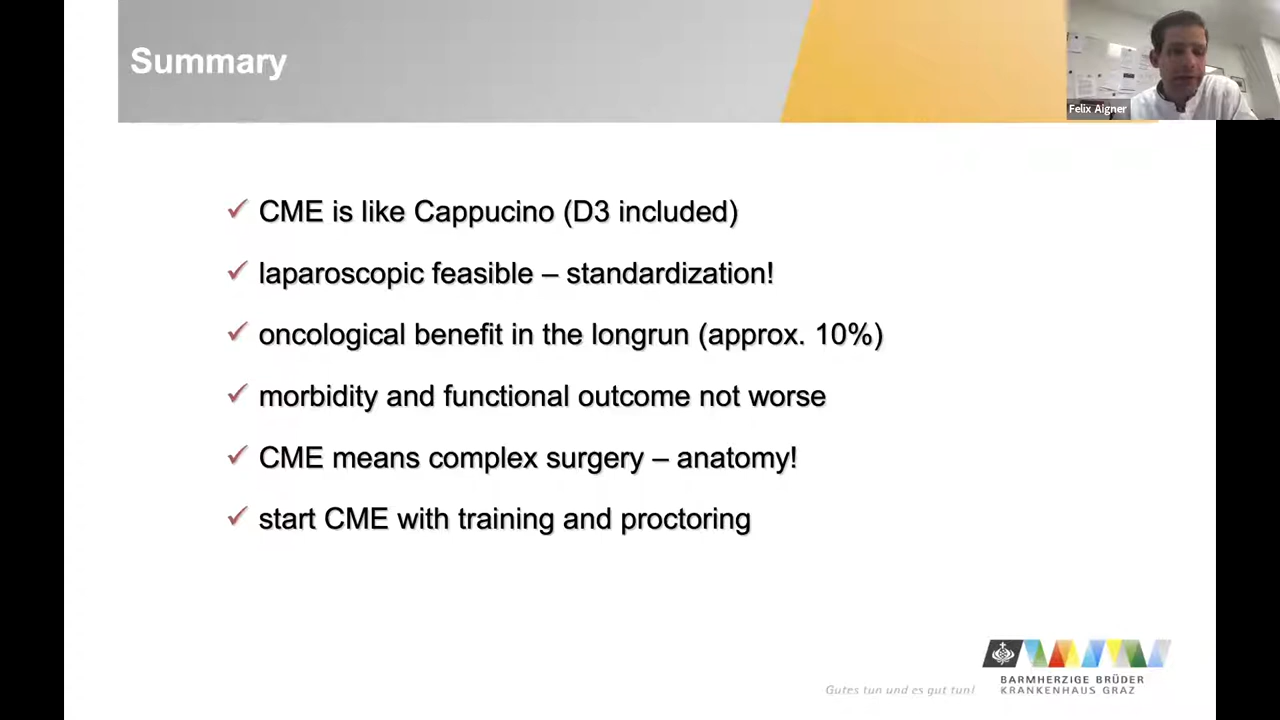 Summary
Felix Aigner
CME is like Cappucino (D3 included)
laparoscopic feasible – standardization!
oncological benefit in the longrun (approx. 10%)
morbidity and functional outcome not worse
CME means complex surgery – anatomy!
start CME with training and proctoring
Gutes tun und es gut tun!
BARMHERZIGE BRÜDER
KRANKENHAUS GRAZ